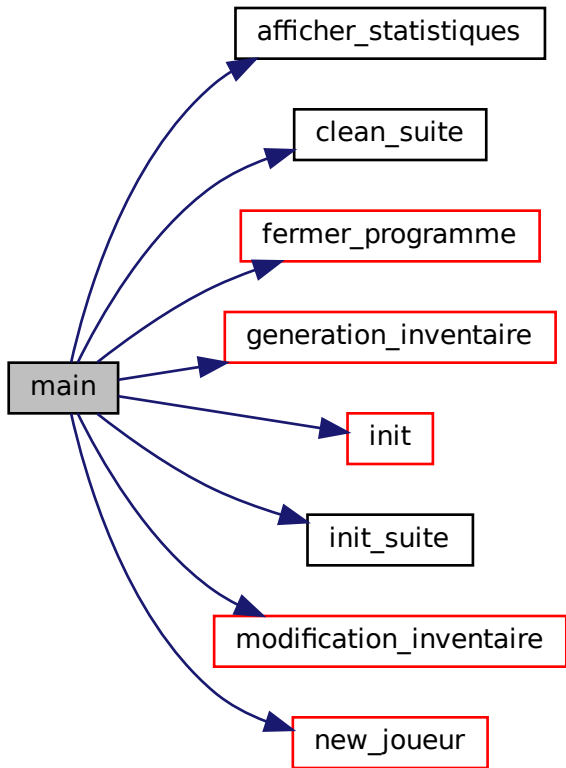 afficher_statistiques
clean_suite
fermer_programme
generation_inventaire
main
init
init_suite
modification_inventaire
new_joueur